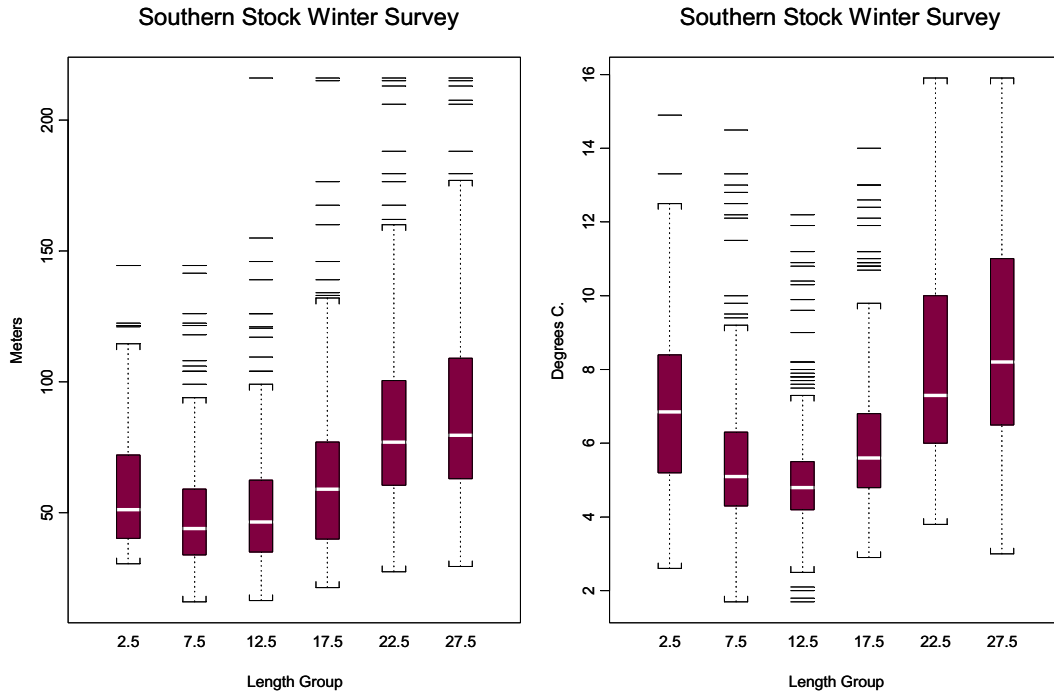 Southern Stock Winter Survey
Meters
200
150
100
50
2.5 7.5 12.5 17.5 22.5 27.5
Length Group
Southern Stock Winter Survey
Degrees C.
16
14
12
10
8
6
4
2
2.5 7.5 12.5 17.5 22.5 27.5
Length Group